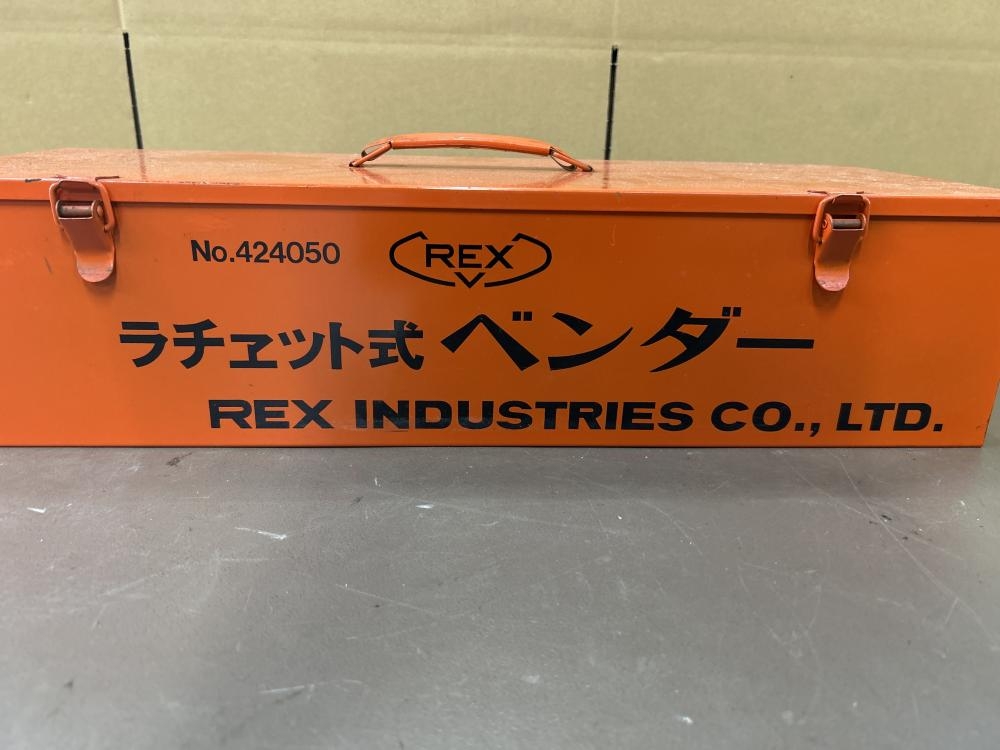 No.424050 REX
ラチェット式 ベンダー
REX INDUSTRIES CO., LTD.